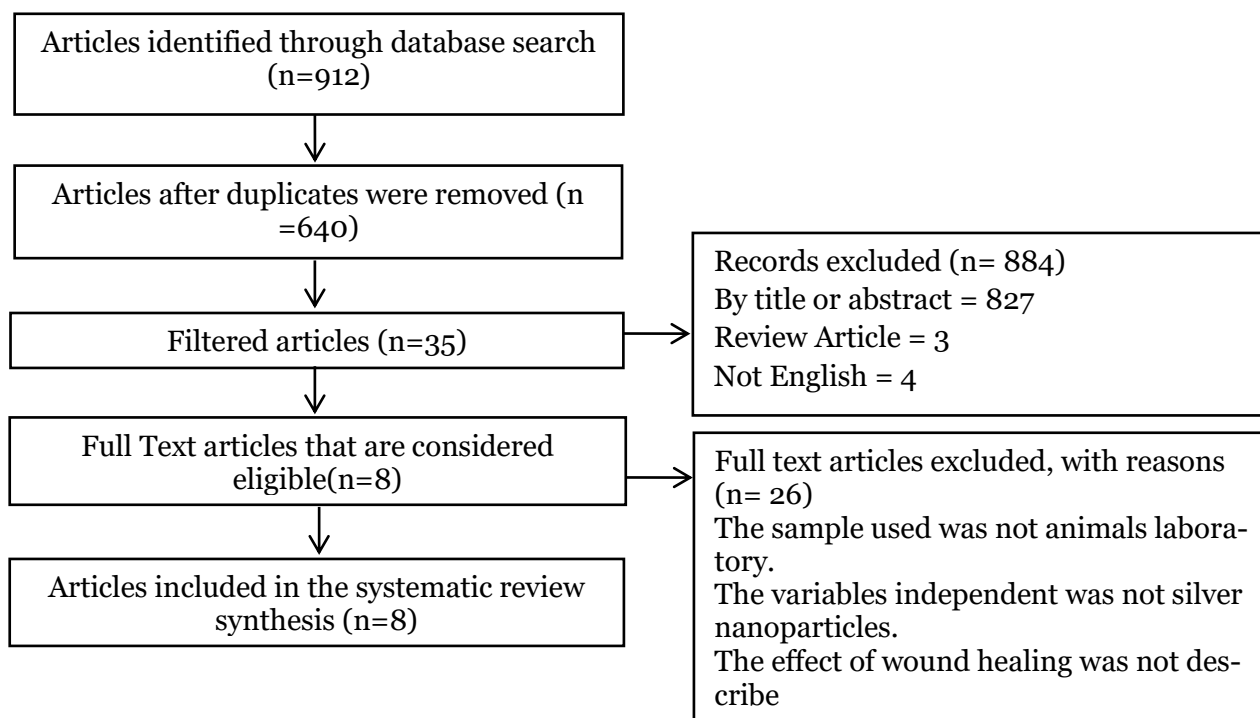 Articles identified through database search
(n=912)
Articles after duplicates were removed (n
=640)
Filtered articles (n=35)
Records excluded (n= 884)
By title or abstract = 827
Review Article = 3
Not English = 4
Full Text articles that are considered
eligible(n=8)
Full text articles excluded, with reasons
(n= 26)
The sample used was not animals labora-
tory.
The variables independent was not silver
nanoparticles.
The effect of wound healing was not des-
cribe
Articles included in the systematic review
synthesis (n=8)